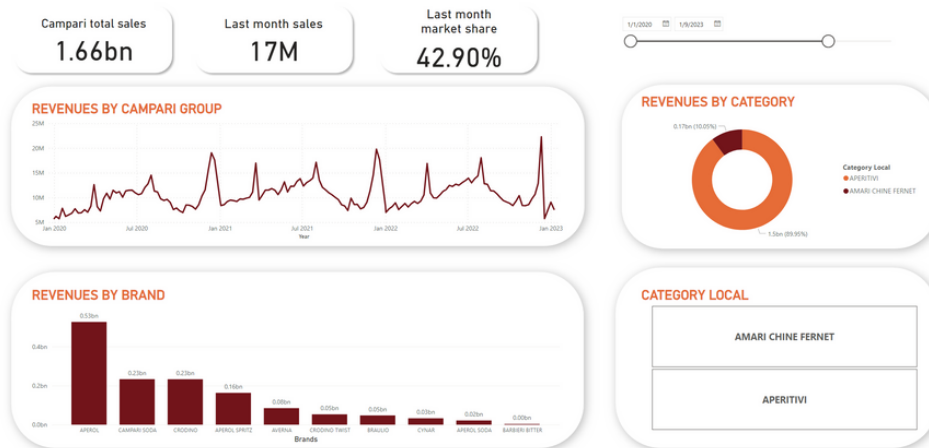 Campari total sales
1.66bn
Last month sales
17M
Last month
market share
42.90%
1/1/2020
1/9/2023
REVENUES BY CAMPARI GROUP
25M
20M
15M
10M
5M
Jan 2020
Jul 2020
Jan 2021
Jul 2021
Jan 2022
Jul 2022
Jan 2023
Year
REVENUES BY CATEGORY
0.17bn (10.05%)
1.5bn (89.95%)
Category Local
APERITIVI
AMARI CHINE FERNET
REVENUES BY BRAND
0.4bn
0.2bn
0.0bn
0.53bn
0.23bn
0.23bn
0.16bn
0.08bn
0.05bn
0.05bn
0.03bn
0.02bn
0.00bn
APEROL
CAMPARI SODA
CRODINO
APEROL SPRITZ
AVERNA
CRODINO TWIST
BRAULIO
CYNAR
APEROL SODA
BARBIERI BITTER
Brands
CATEGORY LOCAL
AMARI CHINE FERNET
APERITIVI